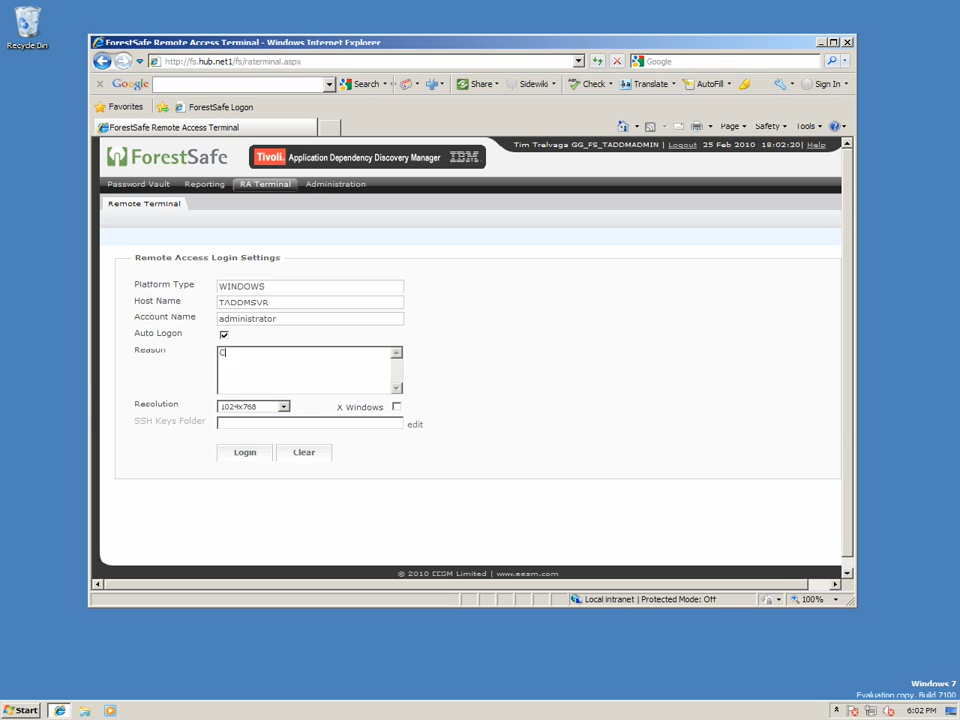 Recycle Bin
ForestSafe Remote Access Terminal - Windows Internet Explorer
http://fs.hub.net1/fs/raterminal.aspx
Google
Google Search Share Sidewiki Check Translate AutoFill Sign In
Favorites ForestSafe Logon
ForestSafe Remote Access Terminal Page Safety Tools
ForestSafe Tivoli. Application Dependency Discovery Manager IBM
Tim Trelvaga GG_FS_TADDMADMIN | Logout 25 Feb 2010 18:02:20| Help
Password Vault Reporting RA Terminal Administration
Remote Terminal
Remote Access Login Settings
Platform Type WINDOWS
Host Name TADDMSVR
Account Name administrator
Auto Logon
Reason C
Resolution 1024x768 X Windows
SSH Keys Folder edit
Login Clear
© 2010 EESM Limited | www.eesm.com
Local intranet | Protected Mode: Off 100%
Windows 7
Evaluation copy. Build 7100
Start 6:02 PM